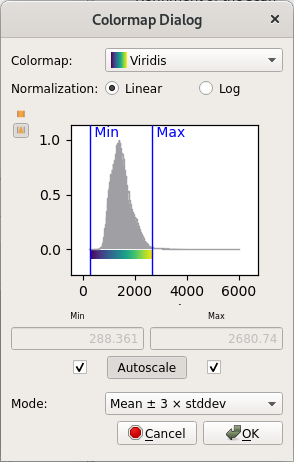 Colormap Dialog
Colormap: Viridis
Normalization: Linear Log
Min Max
1.0
0.5
0.0
0 2000 4000 6000
Min Max
288.361 2680.74
Autoscale
Mode: Mean ± 3 × stddev
Cancel OK